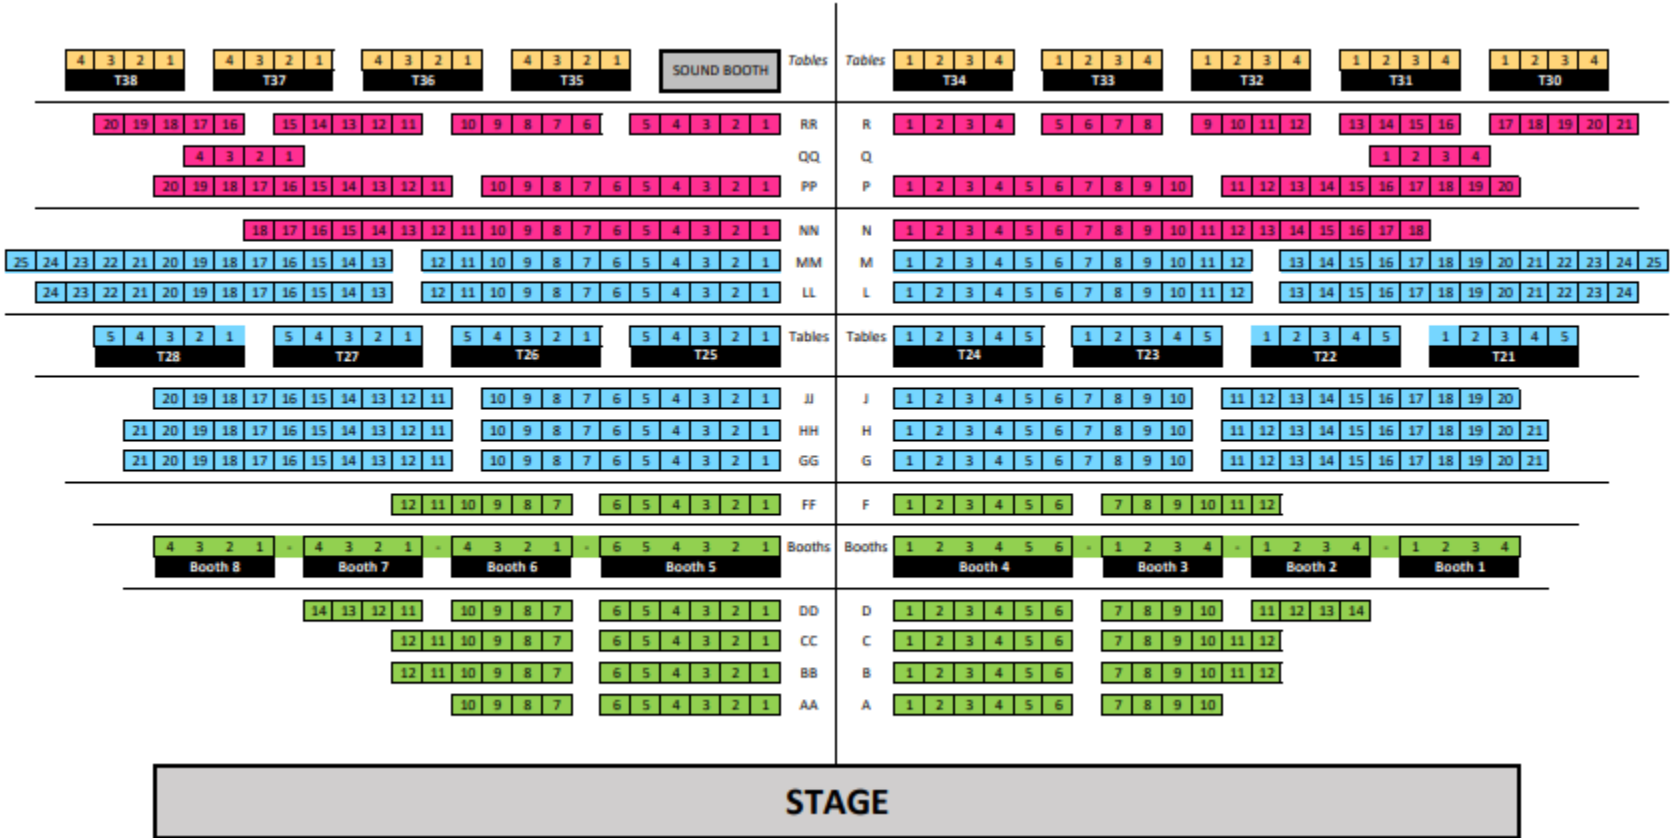 4 3 2 1 4 3 2 1 4 3 2 1 4 3 2 1 SOUND BOOTH Tables Tables 1 2 3 4 1 2 3 4 1 2 3 4 1 2 3 4 1 2 3 4
T38 T37 T36 T35 T34 T33 T32 T31 T30
20 19 18 17 16 15 14 13 12 11 10 9 8 7 6 5 4 3 2 1 RR R 1 2 3 4 5 6 7 8 9 10 11 12 13 14 15 16 17 18 19 20 21
4 3 2 1 QQ Q 1 2 3 4
20 19 18 17 16 15 14 13 12 11 10 9 8 7 6 5 4 3 2 1 PP P 1 2 3 4 5 6 7 8 9 10 11 12 13 14 15 16 17 18 19 20
18 17 16 15 14 13 12 11 10 9 8 7 6 5 4 3 2 1 NN N 1 2 3 4 5 6 7 8 9 10 11 12 13 14 15 16 17 18
25 24 23 22 21 20 19 18 17 16 15 14 13 12 11 10 9 8 7 6 5 4 3 2 1 MM M 1 2 3 4 5 6 7 8 9 10 11 12 13 14 15 16 17 18 19 20 21 22 23 24 25
24 23 22 21 20 19 18 17 16 15 14 13 12 11 10 9 8 7 6 5 4 3 2 1 LL L 1 2 3 4 5 6 7 8 9 10 11 12 13 14 15 16 17 18 19 20 21 22 23 24
5 4 3 2 1 5 4 3 2 1 5 4 3 2 1 5 4 3 2 1 Tables Tables 1 2 3 4 5 1 2 3 4 5 1 2 3 4 5 1 2 3 4 5
T28 T27 T26 T25 T24 T23 T22 T21
20 19 18 17 16 15 14 13 12 11 10 9 8 7 6 5 4 3 2 1 JJ J 1 2 3 4 5 6 7 8 9 10 11 12 13 14 15 16 17 18 19 20
21 20 19 18 17 16 15 14 13 12 11 10 9 8 7 6 5 4 3 2 1 HH H 1 2 3 4 5 6 7 8 9 10 11 12 13 14 15 16 17 18 19 20 21
21 20 19 18 17 16 15 14 13 12 11 10 9 8 7 6 5 4 3 2 1 GG G 1 2 3 4 5 6 7 8 9 10 11 12 13 14 15 16 17 18 19 20 21
12 11 10 9 8 7 6 5 4 3 2 1 FF F 1 2 3 4 5 6 7 8 9 10 11 12
4 3 2 1 - 4 3 2 1 - 4 3 2 1 - 6 5 4 3 2 1 Booths Booths 1 2 3 4 5 6 - 1 2 3 4 - 1 2 3 4 - 1 2 3 4
Booth 8 Booth 7 Booth 6 Booth 5 Booth 4 Booth 3 Booth 2 Booth 1
14 13 12 11 10 9 8 7 6 5 4 3 2 1 DD D 1 2 3 4 5 6 7 8 9 10 11 12 13 14
12 11 10 9 8 7 6 5 4 3 2 1 CC C 1 2 3 4 5 6 7 8 9 10 11 12
12 11 10 9 8 7 6 5 4 3 2 1 BB B 1 2 3 4 5 6 7 8 9 10 11 12
10 9 8 7 6 5 4 3 2 1 AA A 1 2 3 4 5 6 7 8 9 10
STAGE